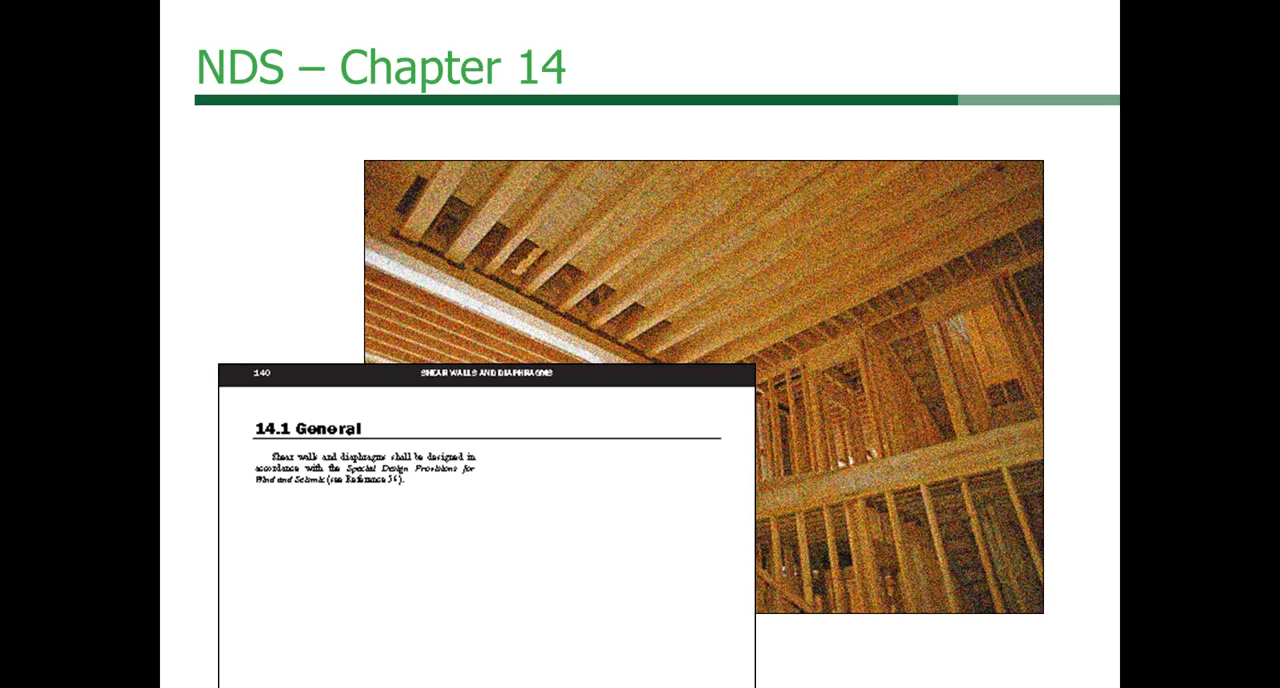 NDS – Chapter 14
140
SHEAR WALLS AND DIAPHRAGMS
14.1 General
Shear walls and diaphragms shall be designed in
accordance with the Special Design Provisions for
Wind and Seismic (see Reference 56).